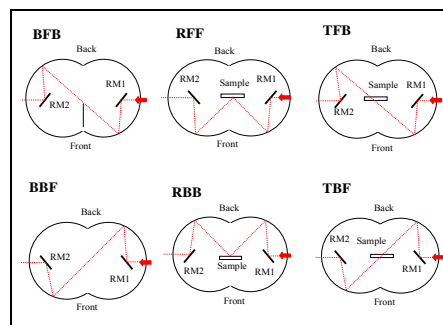 BFB
Back
RM1
RM2
Front
RFF
Back
RM2
Sample
RM1
Front
TFB
Back
Sample
RM1
RM2
Front
BBF
Back
RM2
RM1
Front
RBB
Back
RM2
Sample
RM1
Front
TBF
Back
RM2
Sample
RM1
Front